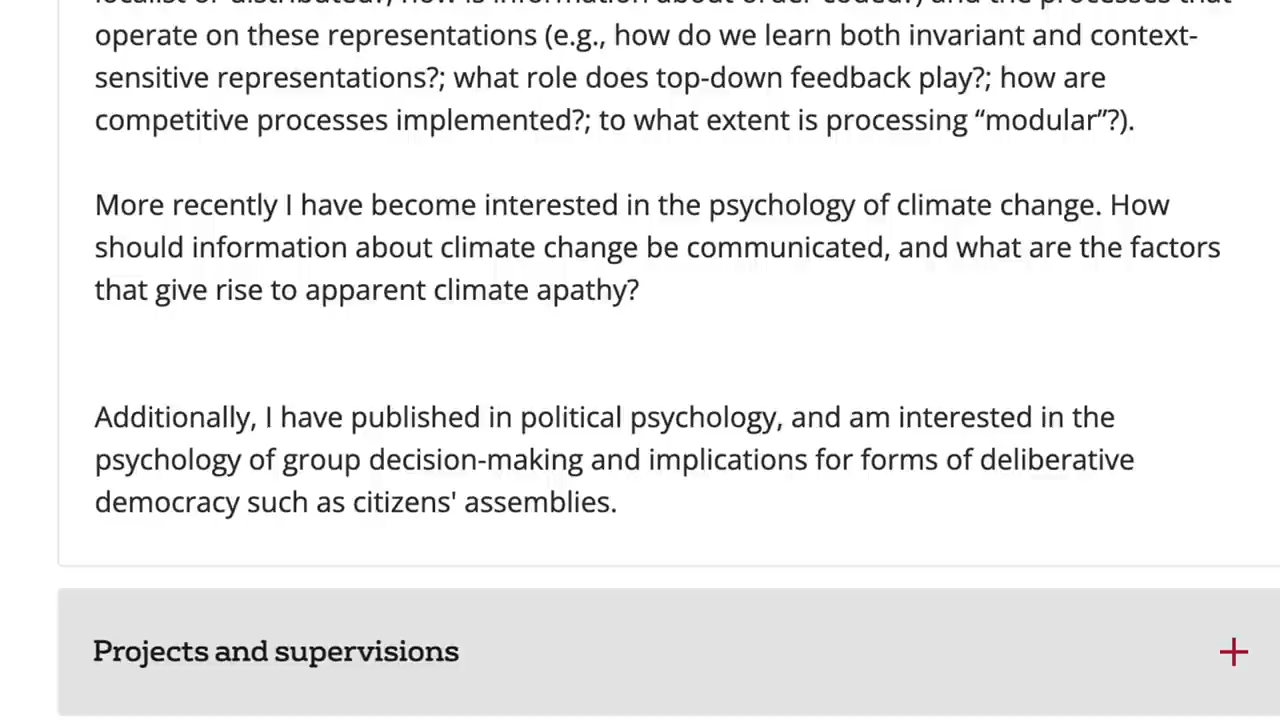 operate on these representations (e.g., how do we learn both invariant and context-
sensitive representations?; what role does top-down feedback play?; how are
competitive processes implemented?; to what extent is processing “modular”?).
More recently I have become interested in the psychology of climate change. How
should information about climate change be communicated, and what are the factors
that give rise to apparent climate apathy?
Additionally, I have published in political psychology, and am interested in the
psychology of group decision-making and implications for forms of deliberative
democracy such as citizens' assemblies.
Projects and supervisions